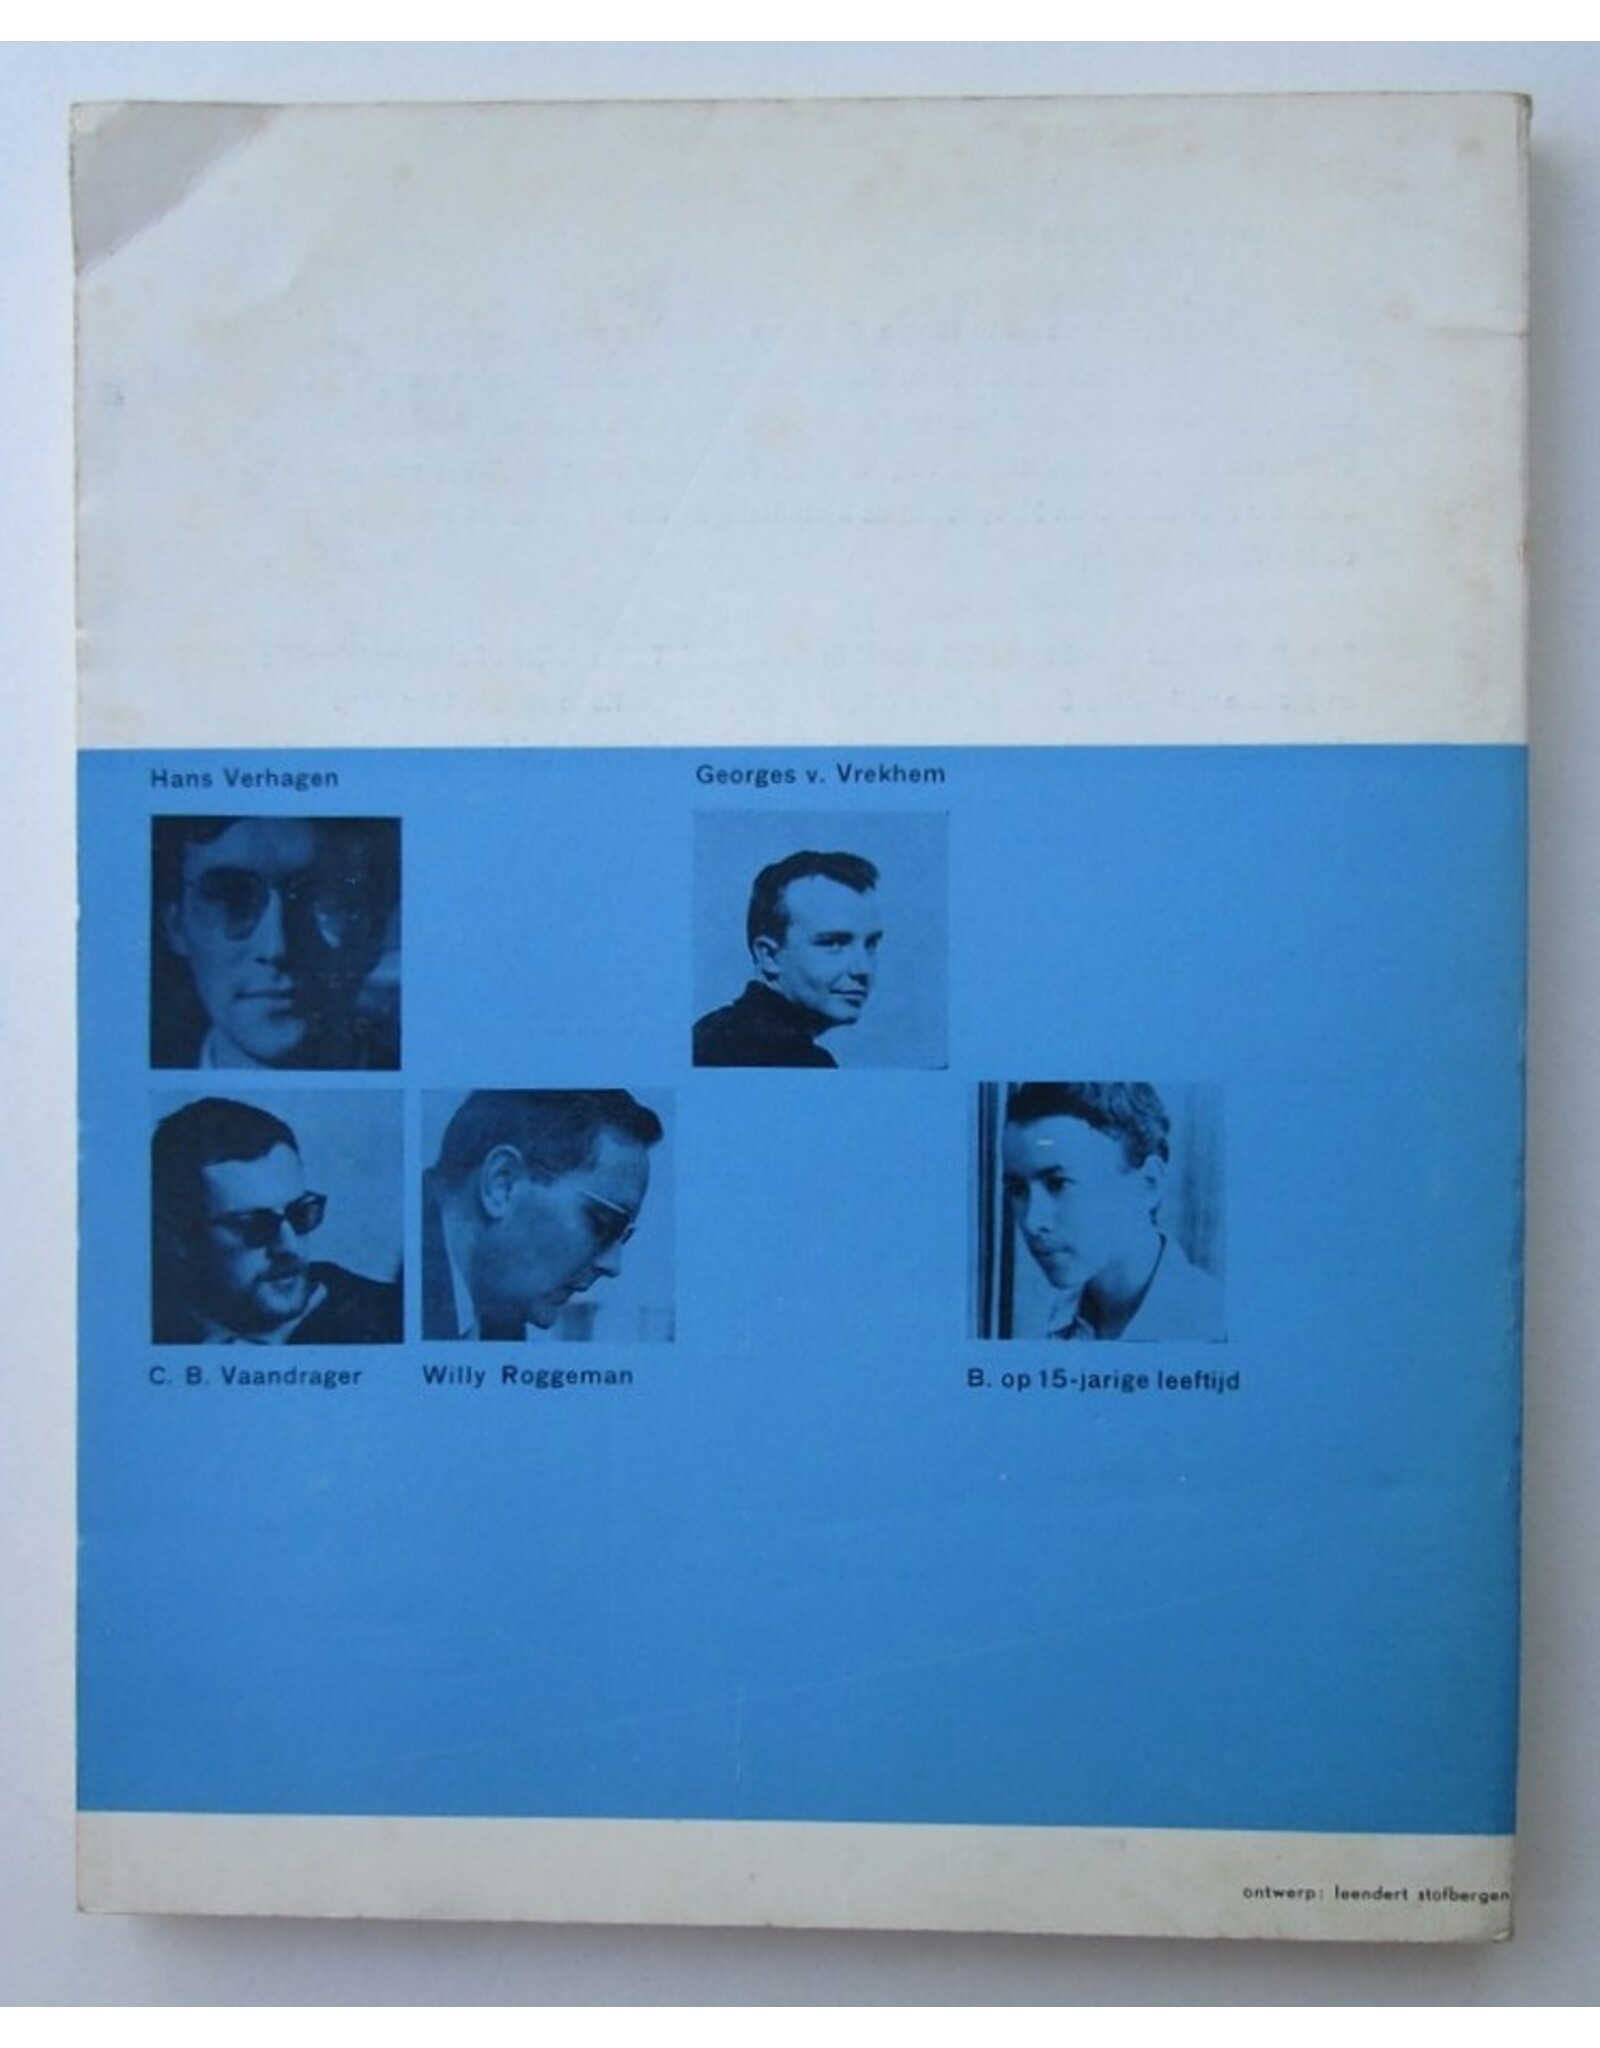 Hans Verhagen
Georges v. Vrekhem
C. B. Vaandrager
Willy Roggeman
B. op 15-jarige leeftijd
ontwerp: leendert stofbergen